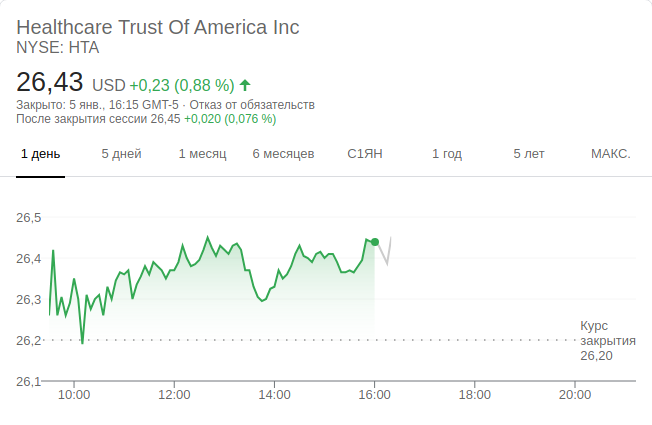 Healthcare Trust Of America Inc
NYSE: HTA
26,43 USD +0,23 (0,88 %)
Закрыто: 5 янв., 16:15 GMT-5 · Отказ от обязательств
После закрытия сессии 26,45 +0,020 (0,076 %)
1 день 5 дней 1 месяц 6 месяцев С1ЯН 1 год 5 лет МАКС.
26,5
26,4
26,3
26,2
26,1
Курс
закрытия
26,20
10:00 12:00 14:00 16:00 18:00 20:00